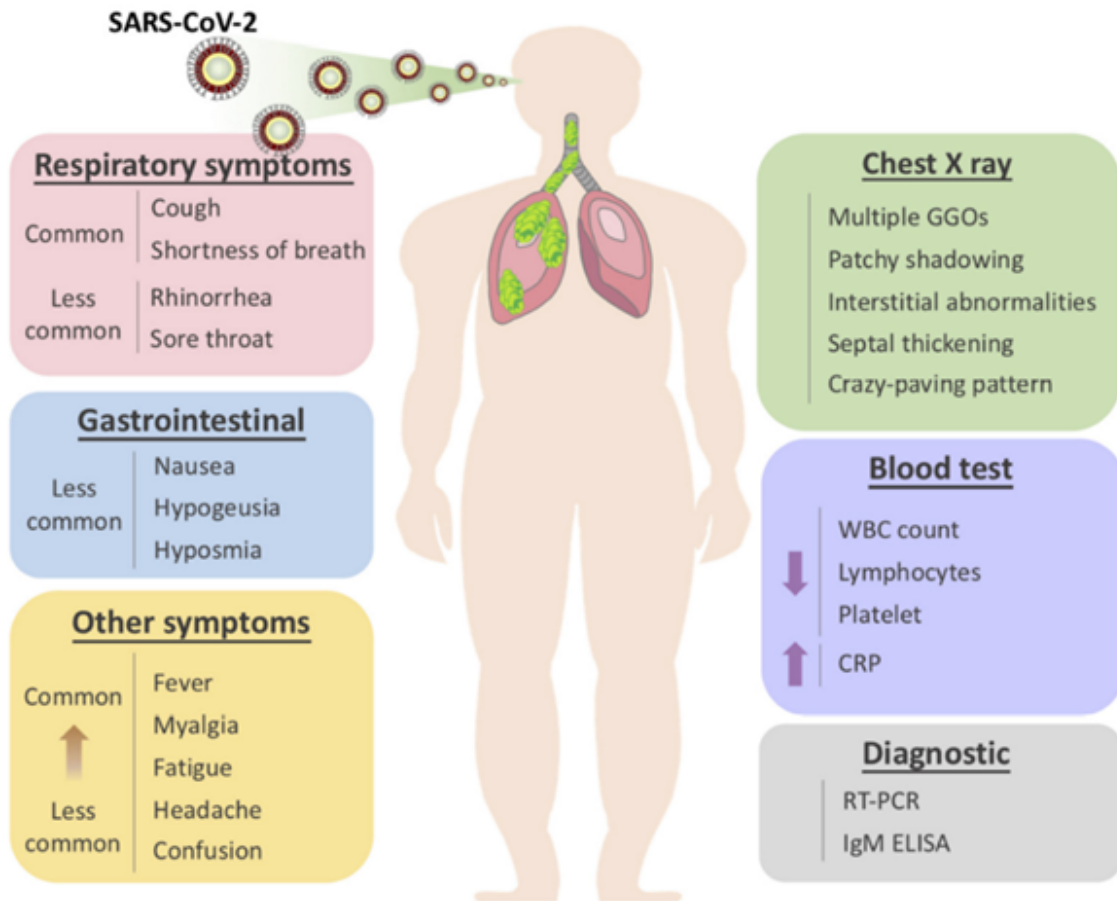 SARS-CoV-2
Respiratory symptoms
Common
Cough
Shortness of breath
Less
common
Rhinorrhea
Sore throat
Gastrointestinal
Less
common
Nausea
Hypogeusia
Hyposmia
Other symptoms
Common
Less
common
Fever
Myalgia
Fatigue
Headache
Confusion
Chest X ray
Multiple GGOs
Patchy shadowing
Interstitial abnormalities
Septal thickening
Crazy-paving pattern
Blood test
WBC count
Lymphocytes
Platelet
CRP
Diagnostic
RT-PCR
IgM ELISA